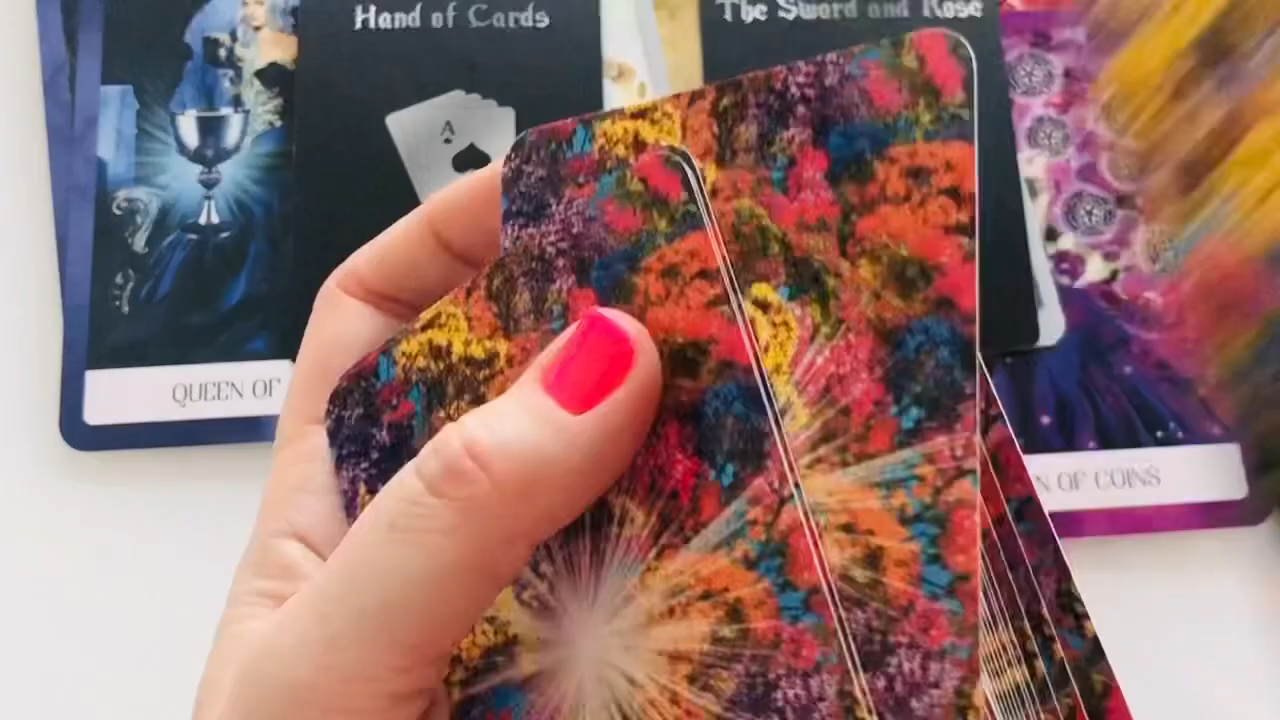 Hand of Cards
The Sword and Rose
A
QUEEN OF
N OF COINS